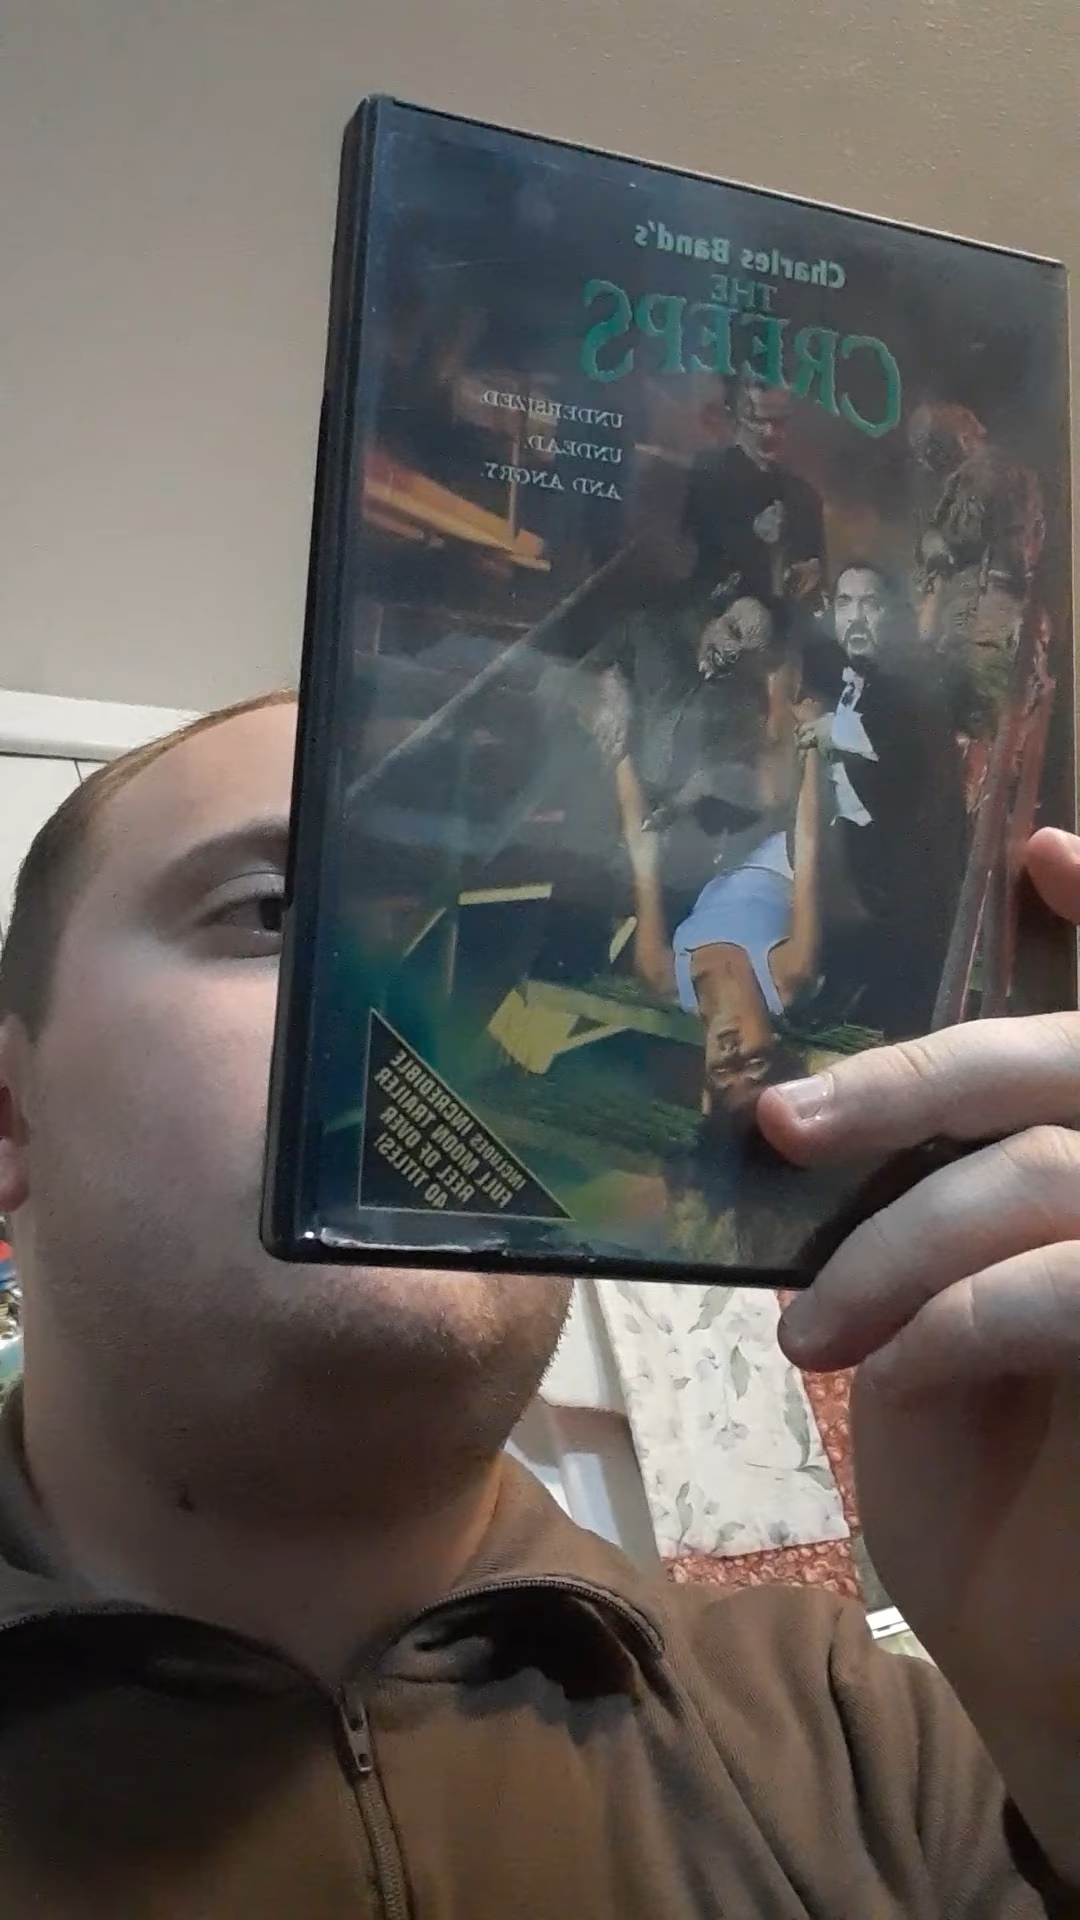 Charles Band's
THE
CREEPS
UNDERSIZED.
UNDEAD.
AND ANGRY.
INCLUDES INCREDIBLE
FULL MOON TRAILER
REEL OF OVER
40 TITLES!